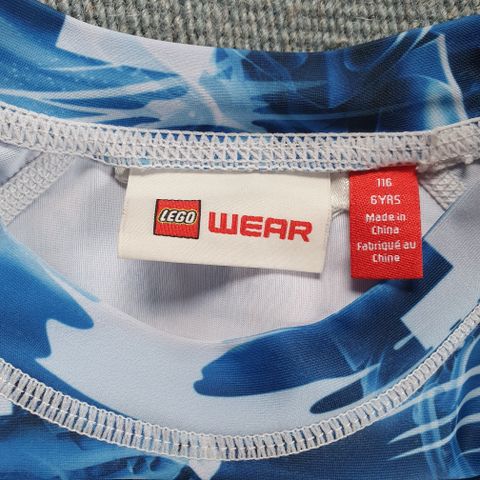 LEGO WEAR
116
6YRS
Made in
China
Fabriqué au
Chine